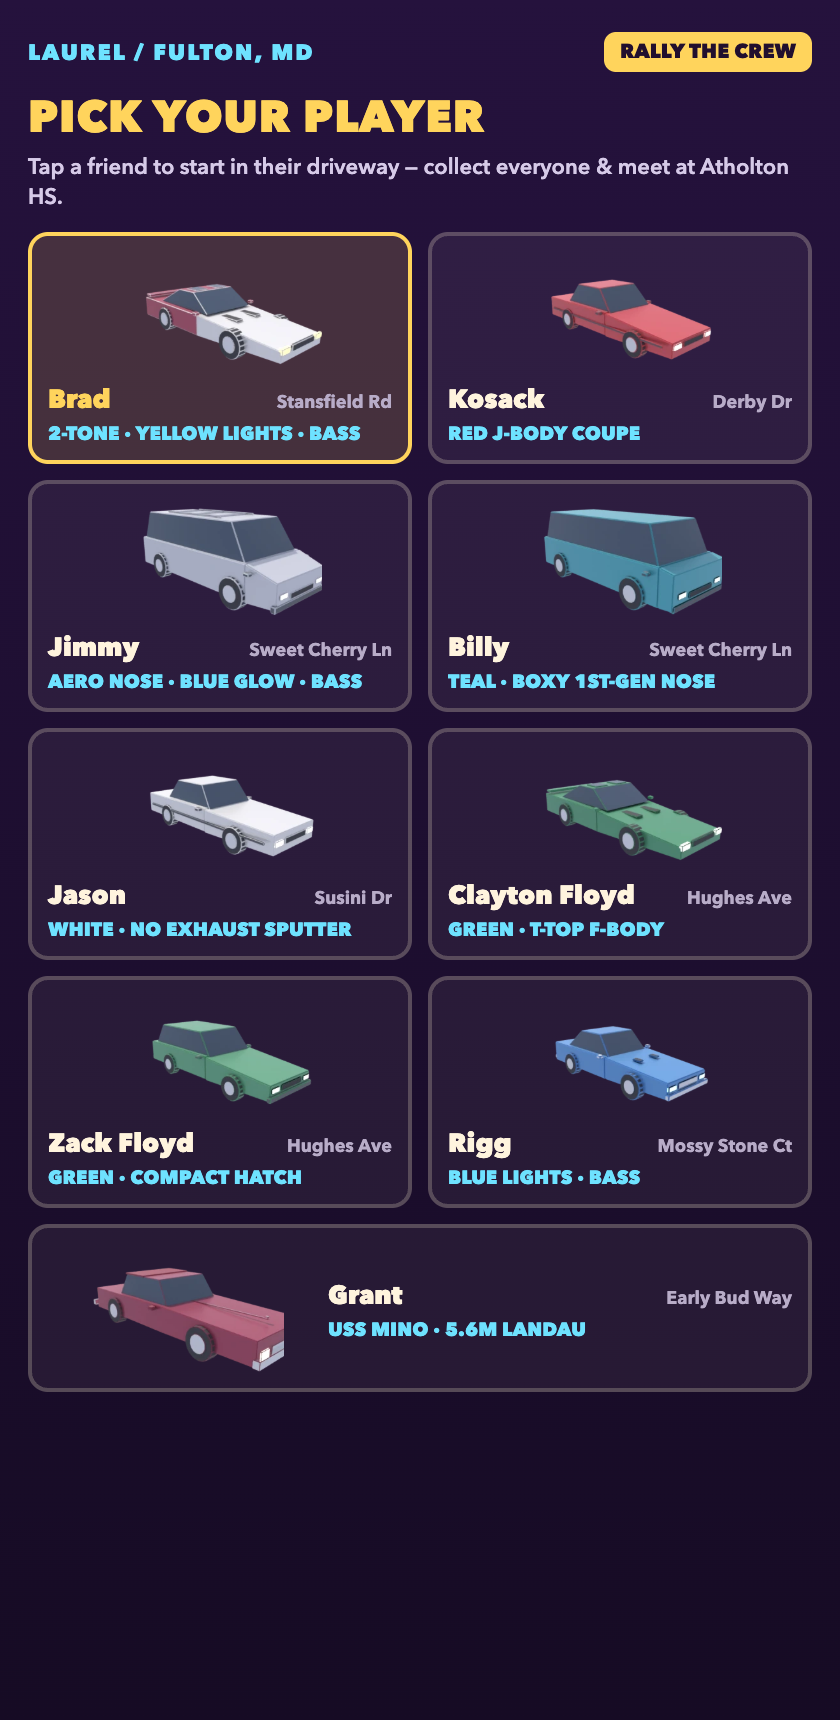 LAUREL / FULTON, MD
RALLY THE CREW
PICK YOUR PLAYER
Tap a friend to start in their driveway – collect everyone & meet at Atholton
HS.
Brad
Stansfield Rd
2-TONE • YELLOW LIGHTS • BASS
Kosack
Derby Dr
RED J-BODY COUPE
Jimmy
Sweet Cherry Ln
AERO NOSE • BLUE GLOW • BASS
Billy
Sweet Cherry Ln
TEAL • BOXY 1ST-GEN NOSE
Jason
Susini Dr
WHITE • NO EXHAUST SPUTTER
Clayton Floyd
Hughes Ave
GREEN • T-TOP F-BODY
Zack Floyd
Hughes Ave
GREEN • COMPACT HATCH
Rigg
Mossy Stone Ct
BLUE LIGHTS • BASS
Grant
Early Bud Way
USS MINO • 5.6M LANDAU